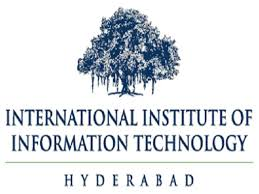 INTERNATIONAL INSTITUTE OF
INFORMATION TECHNOLOGY
HYDERABAD